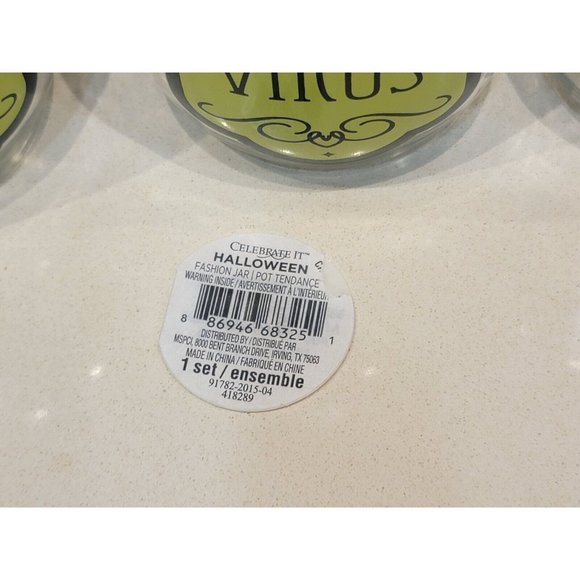 VIRUS
CELEBRATE IT™
HALLOWEEN
FASHION JAR | POT TENDANCE
WARNING INSIDE / AVERTISSEMENT À L'INTÉRIEUR
8 86946 68325 1
DISTRIBUTED BY / DISTRIBUÉ PAR
MSPCI, 8000 BENT BRANCH DRIVE, IRVING, TX 75063
MADE IN CHINA / FABRIQUÉ EN CHINE
1 set / ensemble
91782-2015-04
418289